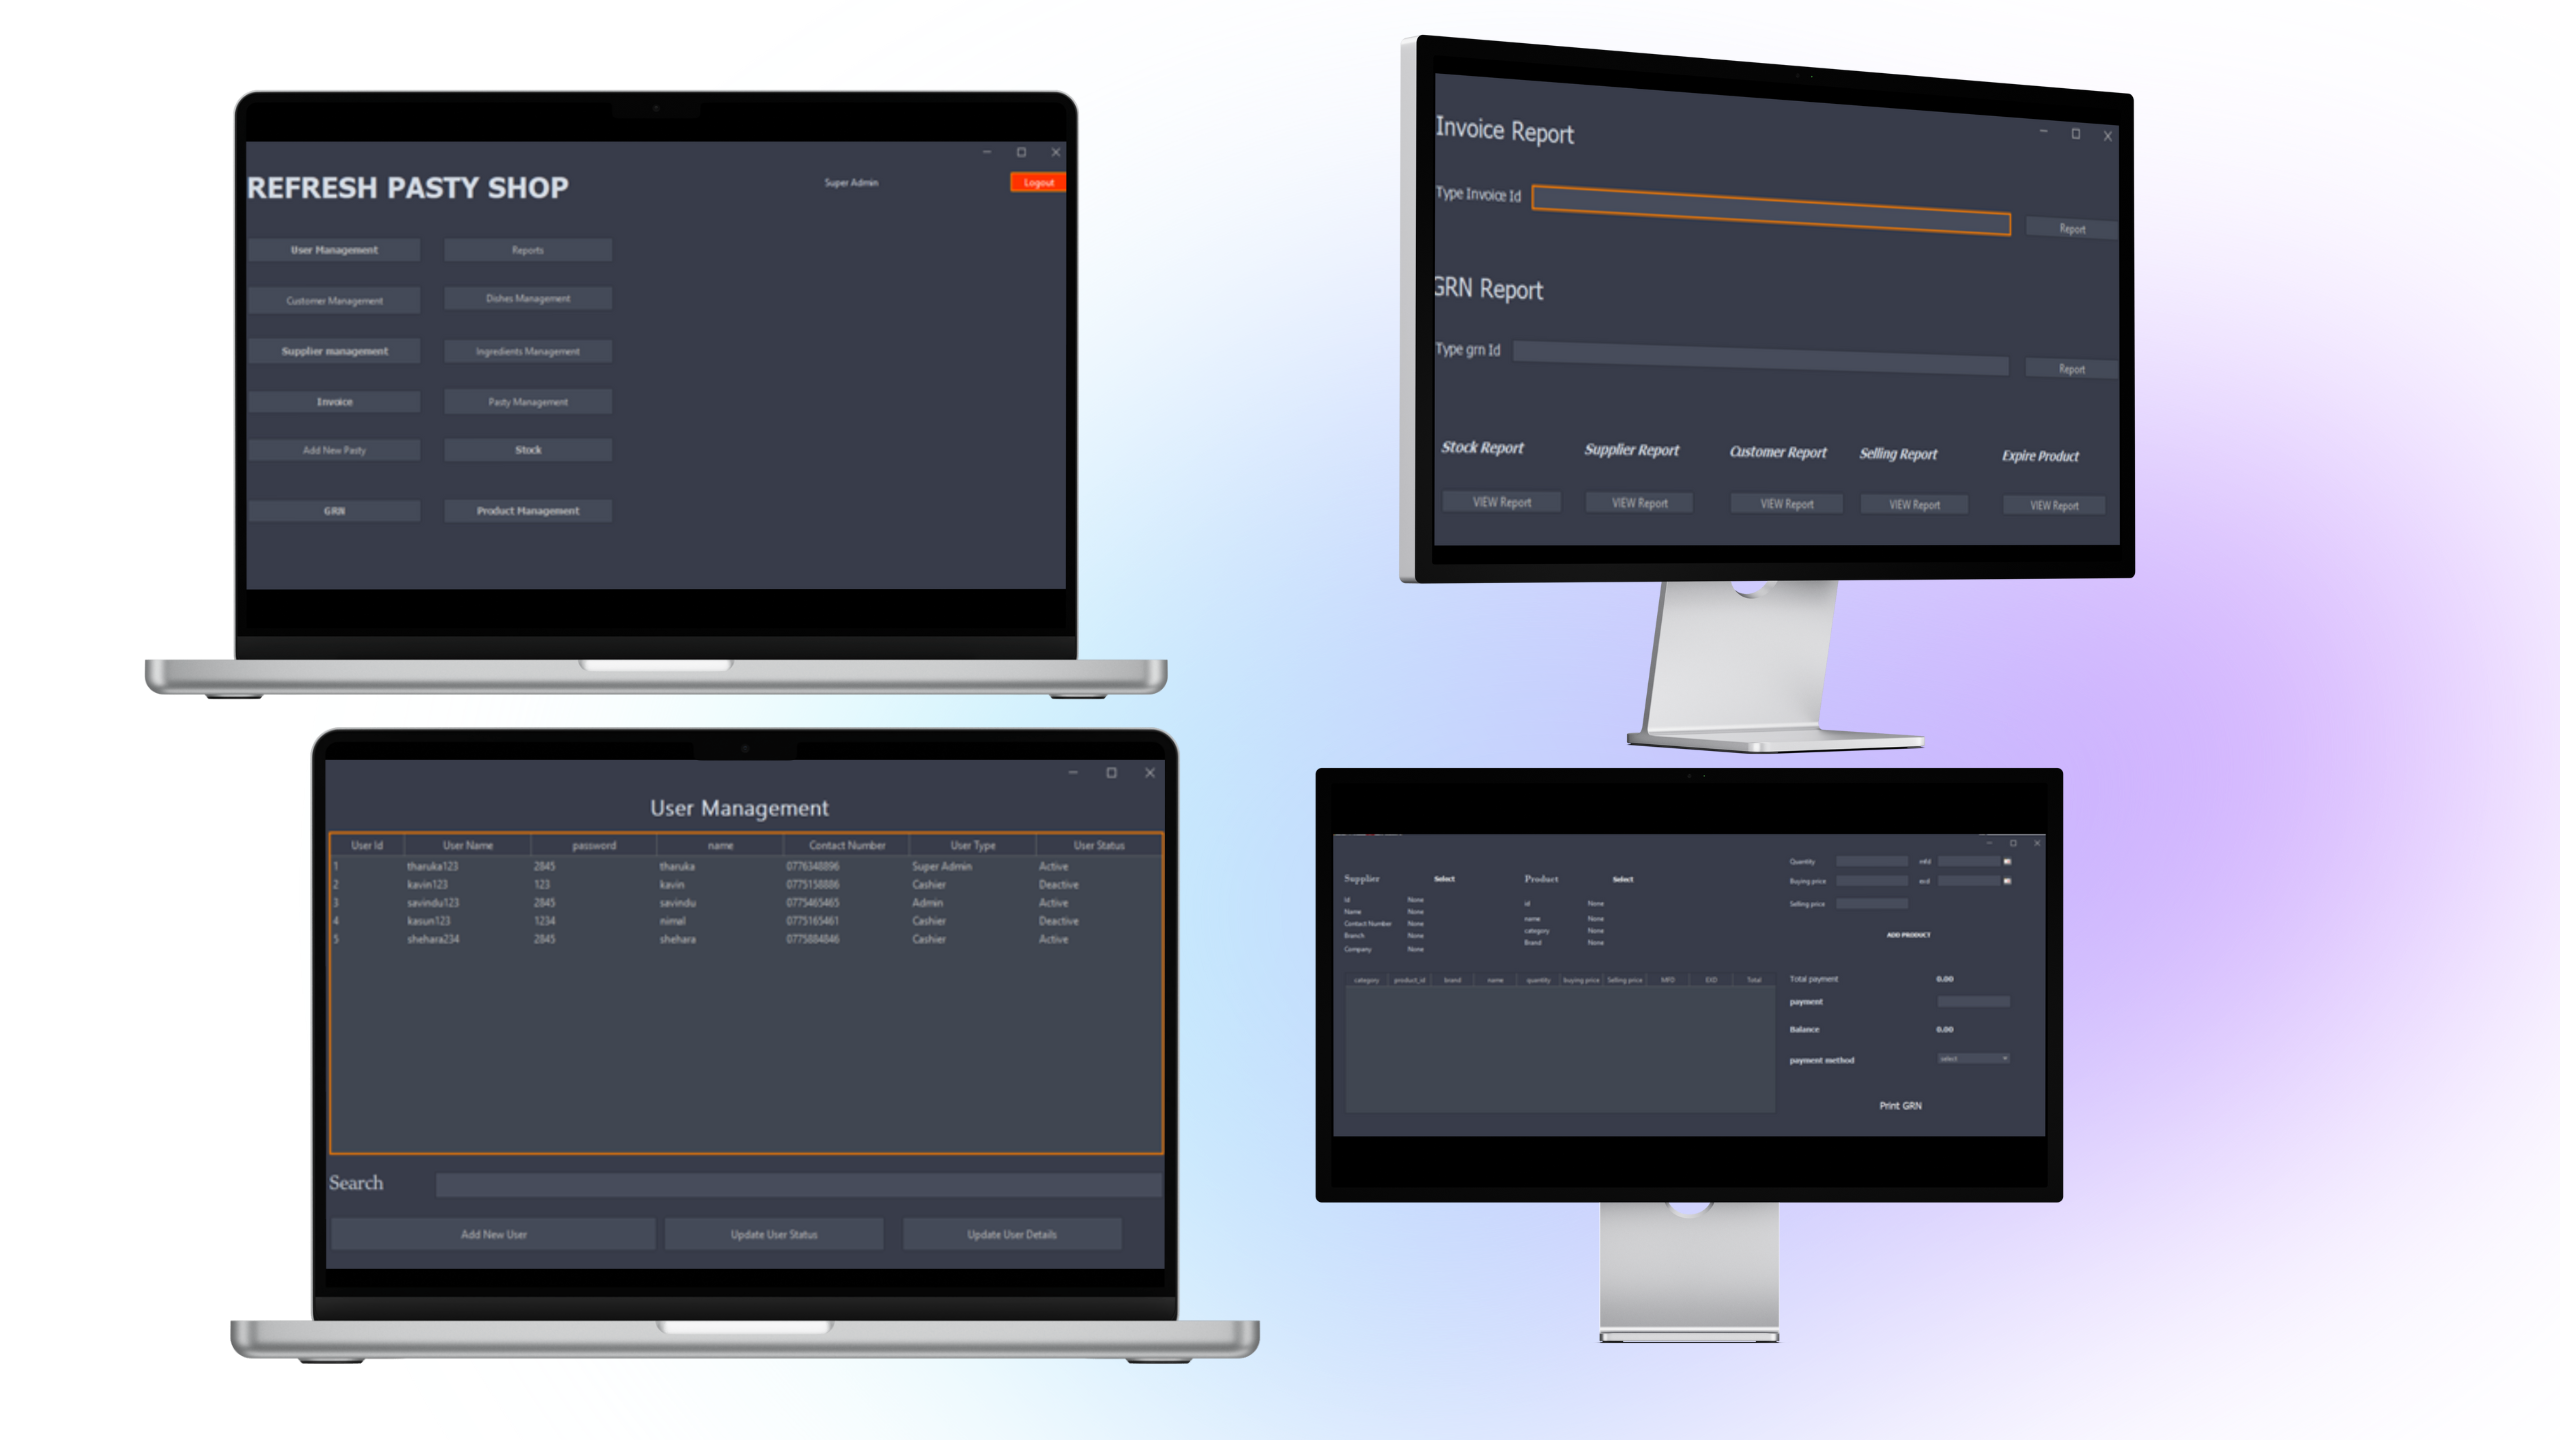 REFRESH PASTY SHOP
Super Admin
Logout
User Management
Reports
Customer Management
Dishes Management
Supplier management
Ingredients Management
Invoice
Pasty Management
Add New Pasty
Stock
GRN
Product Management
Invoice Report
Type Invoice Id
Report
GRN Report
Type grn Id
Report
Stock Report Supplier Report Customer Report Selling Report Expire Product
VIEW Report VIEW Report VIEW Report VIEW Report VIEW Report
User Management
User Id User Name password name Contact Number User Type User Status
1 tharuka123 2845 tharuka 0776348896 Super Admin Active
2 kavin123 123 kavin 0775158886 Cashier Deactive
3 savindu123 2845 savindu 0775465465 Admin Active
4 kasun123 1234 nimal 0775165461 Cashier Deactive
5 shehara234 2845 shehara 0775884846 Cashier Active
Search
Add New User Update User Status Update User Details
Supplier Select
Id None
Name None
Contact Number None
Branch None
Company None
Product Select
id None
name None
category None
Brand None
Quantity mfd
Buying price exd
Selling price
ADD PRODUCT
category product_id brand name quantity buying price Selling price MFD EXD Total
Total payment 0.00
payment
Balance 0.00
payment method select
Print GRN